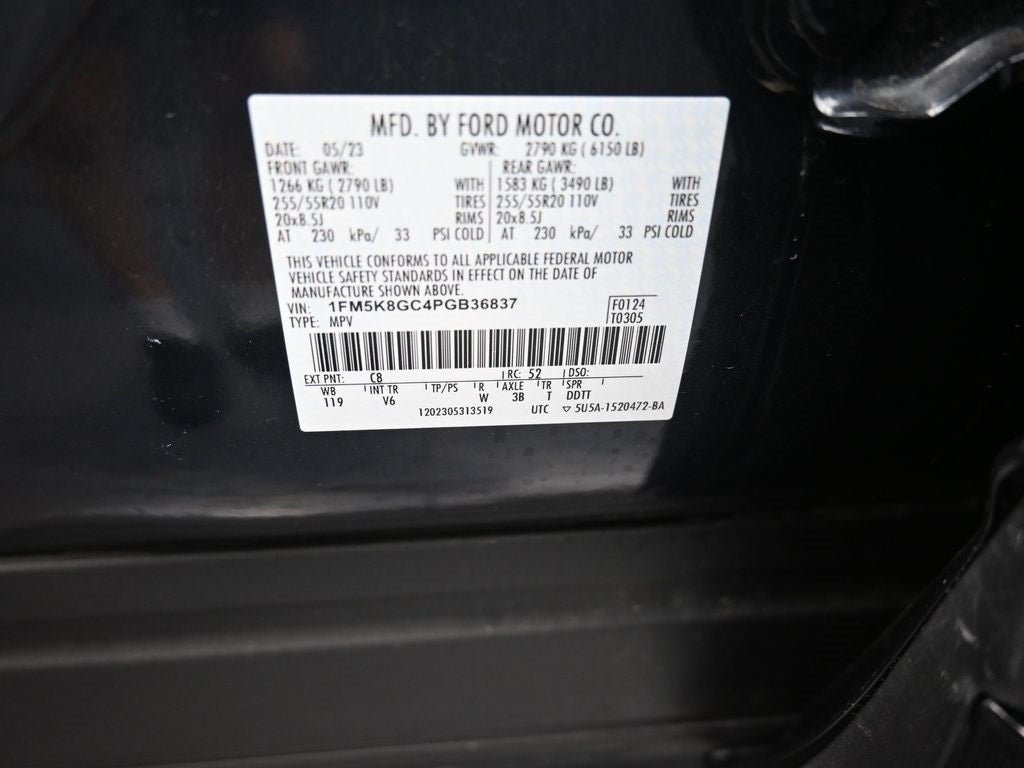 MFD. BY FORD MOTOR CO.
DATE: 05/23 GVWR: 2790 KG ( 6150 LB)
FRONT GAWR: REAR GAWR:
1266 KG ( 2790 LB) WITH 1583 KG ( 3490 LB) WITH
255/55R20 110V TIRES 255/55R20 110V TIRES
20x8.5J RIMS 20x8.5J RIMS
AT 230 kPa/ 33 PSI COLD AT 230 kPa/ 33 PSI COLD
THIS VEHICLE CONFORMS TO ALL APPLICABLE FEDERAL MOTOR
VEHICLE SAFETY STANDARDS IN EFFECT ON THE DATE OF
MANUFACTURE SHOWN ABOVE.
VIN: 1FM5K8GC4PGB36837 F0124
TYPE: MPV T0305
EXT PNT: C8 RC: 52 DSO:
WB INT TR TP/PS R AXLE TR SPR
119 V6 W 3B T DDTT
1202305313519 UTC ▽ 5U5A-1520472-BA